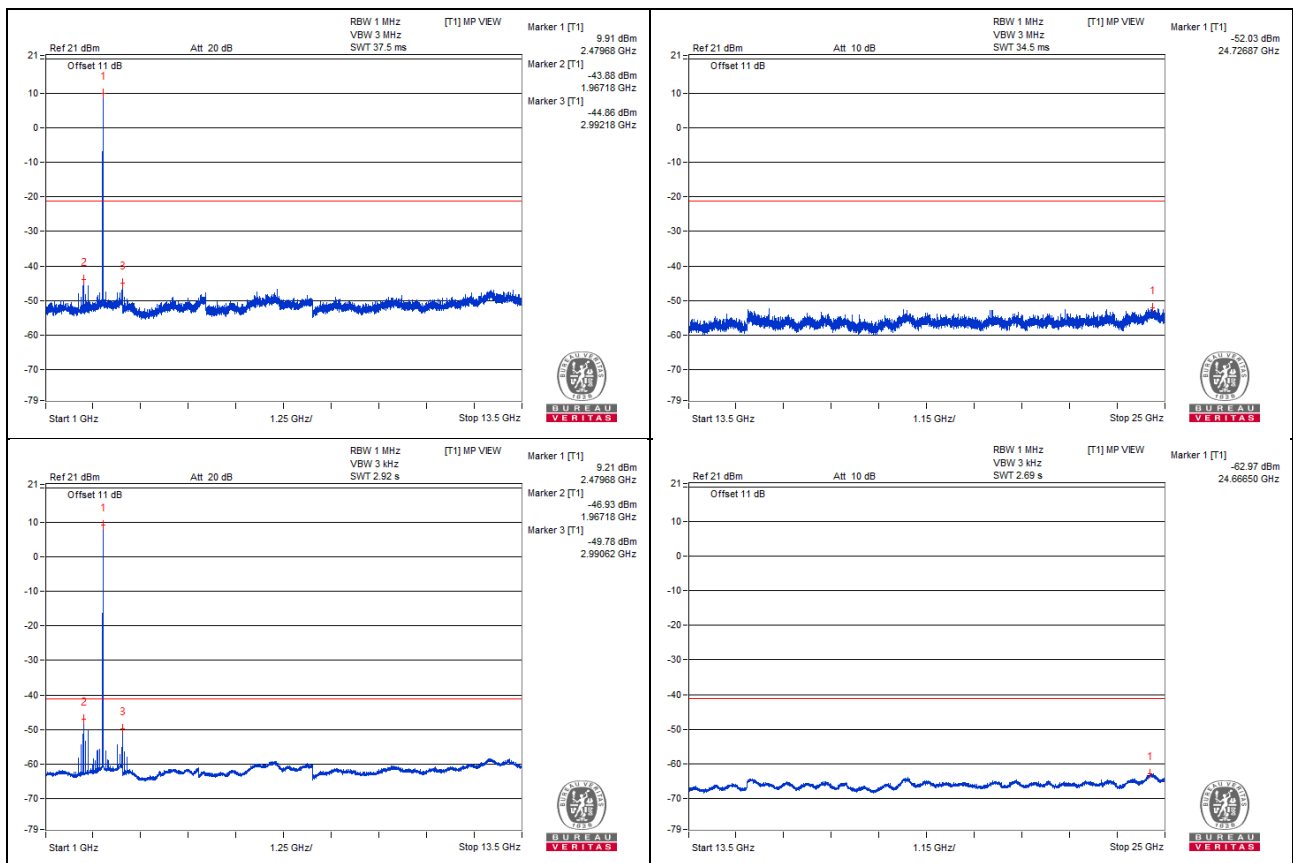 RBW 1 MHz [T1] MP VIEW
VBW 3 MHz
Ref 21 dBm Att 20 dB SWT 37.5 ms
Marker 1 [T1]
9.91 dBm
2.47968 GHz
Marker 2 [T1]
-43.88 dBm
1.96718 GHz
Marker 3 [T1]
-44.86 dBm
2.99218 GHz
21
Offset 11 dB
1
10
0
-10
-20
-30
2 3
-40
-50
-60
-70
-79
Start 1 GHz 1.25 GHz/ Stop 13.5 GHz
BUREAU VERITAS
1828
BUREAU
VERITAS
RBW 1 MHz [T1] MP VIEW
VBW 3 MHz
Ref 21 dBm Att 10 dB SWT 34.5 ms
Marker 1 [T1]
-52.03 dBm
24.72687 GHz
21
Offset 11 dB
10
0
-10
-20
-30
-40
1
-50
-60
-70
-79
Start 13.5 GHz 1.15 GHz/ Stop 25 GHz
BUREAU VERITAS
1828
BUREAU
VERITAS
RBW 1 MHz [T1] MP VIEW
VBW 3 kHz
Ref 21 dBm Att 20 dB SWT 2.92 s
Marker 1 [T1]
9.21 dBm
2.47968 GHz
Marker 2 [T1]
-46.93 dBm
1.96718 GHz
Marker 3 [T1]
-49.78 dBm
2.99062 GHz
21
Offset 11 dB
1
10
0
-10
-20
-30
-40
2 3
-50
-60
-70
-79
Start 1 GHz 1.25 GHz/ Stop 13.5 GHz
BUREAU VERITAS
1828
BUREAU
VERITAS
RBW 1 MHz [T1] MP VIEW
VBW 3 kHz
Ref 21 dBm Att 10 dB SWT 2.69 s
Marker 1 [T1]
-62.97 dBm
24.66650 GHz
21
Offset 11 dB
10
0
-10
-20
-30
-40
-50
1
-60
-70
-79
Start 13.5 GHz 1.15 GHz/ Stop 25 GHz
BUREAU VERITAS
1828
BUREAU
VERITAS